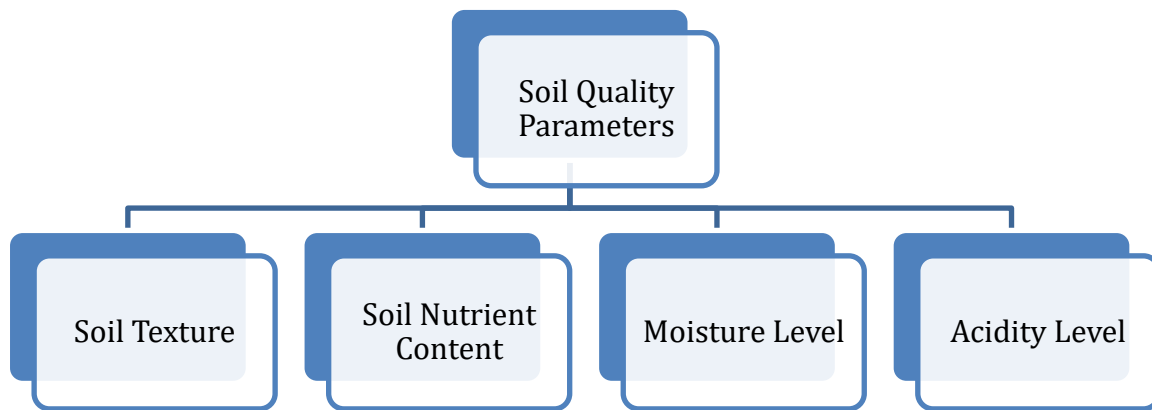 Soil Quality
Parameters
Soil Texture
Soil Nutrient
Content
Moisture Level
Acidity Level